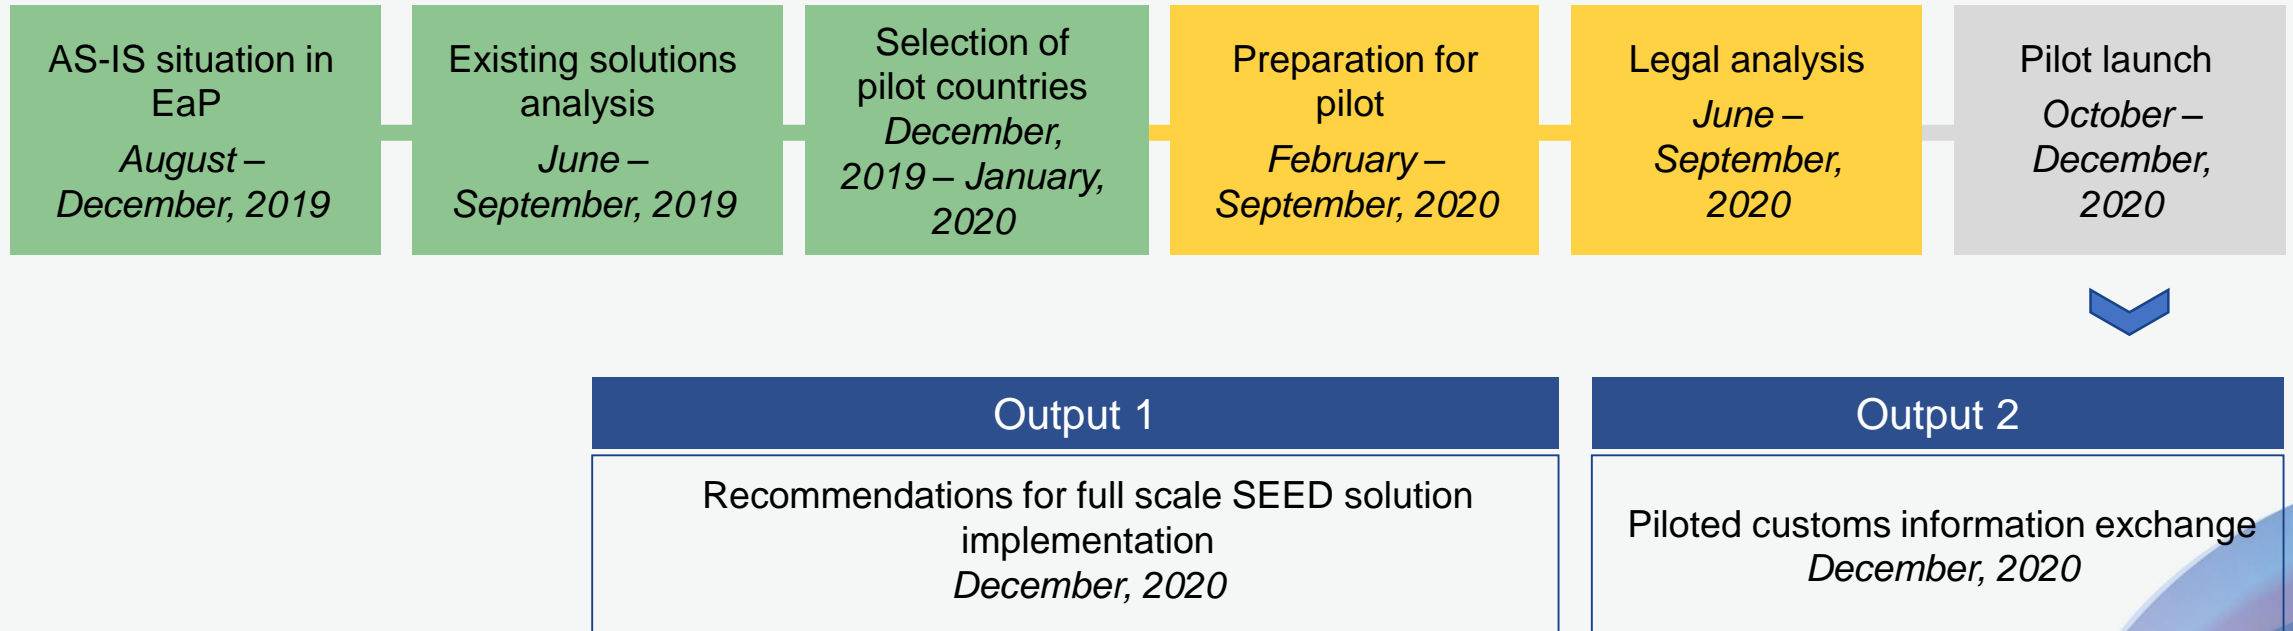 AS-IS situation in
EaP
August –
December, 2019
Existing solutions
analysis
June –
September, 2019
Selection of
pilot countries
December,
2019 – January,
2020
Preparation for
pilot
February –
September, 2020
Legal analysis
June –
September,
2020
Pilot launch
October –
December,
2020
Output 1
Recommendations for full scale SEED solution
implementation
December, 2020
Output 2
Piloted customs information exchange
December, 2020